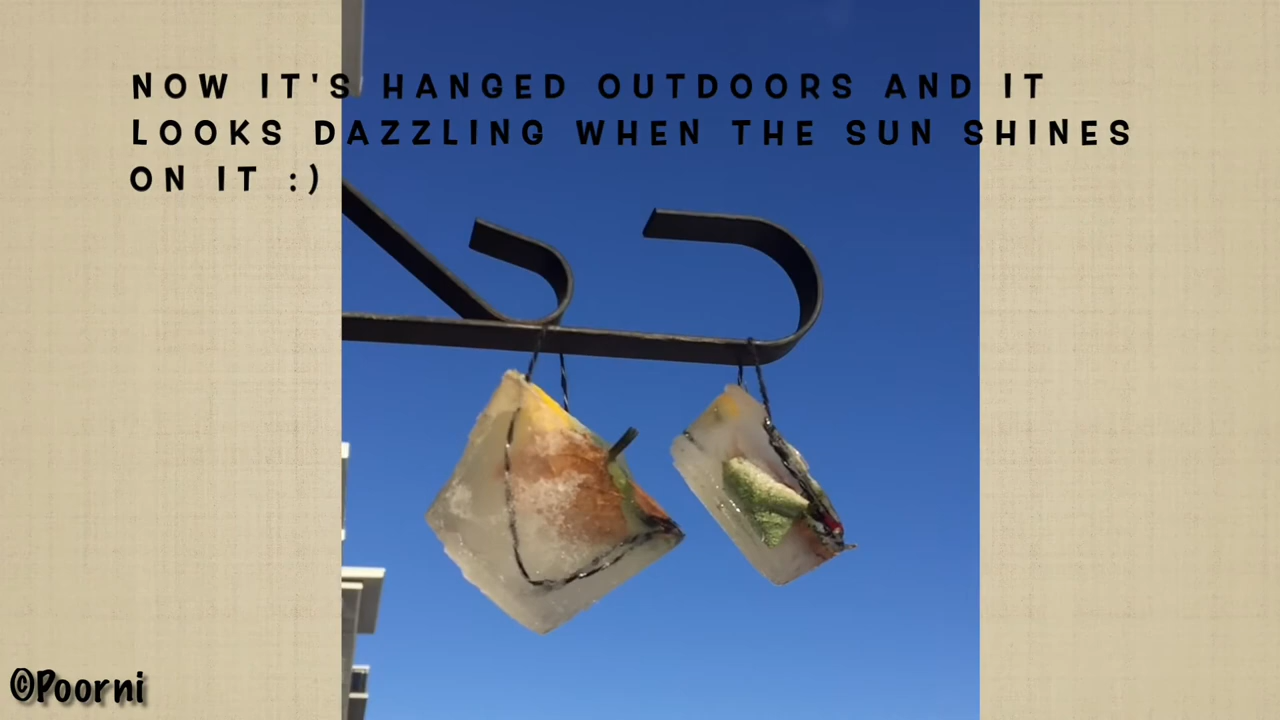 NOW IT'S HANGED OUTDOORS AND IT
LOOKS DAZZLING WHEN THE SUN SHINES
ON IT :)
©Poorni